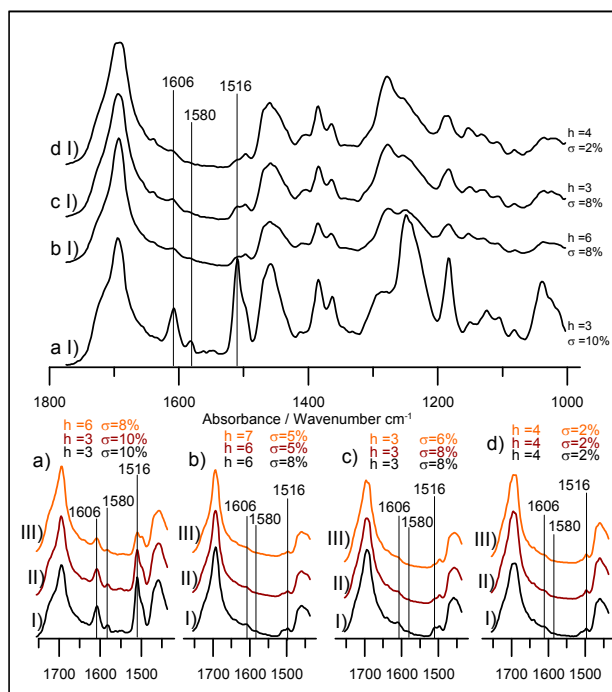 1606
1580
1516
d I)
h =4
σ =2%
c I)
h =3
σ =8%
b I)
h =6
σ =8%
a I)
h =3
σ =10%
1800 1600 1400 1200 1000
Absorbance / Wavenumber cm⁻¹
a)
h =6 σ=8%
h =3 σ=10%
h =3 σ=10%
1516
1606
1580
III)
II)
I)
1700 1600 1500
b)
h =7 σ=5%
h =6 σ=5%
h =6 σ=8%
1606
1516
1580
III)
II)
I)
1700 1600 1500
c)
h =3 σ=6%
h =3 σ=8%
h =3 σ=8%
1606
1516
1580
III)
II)
I)
1700 1600 1500
d)
h =4 σ=2%
h =4 σ=2%
h =4 σ=2%
1606
1516
1580
III)
II)
I)
1700 1600 1500